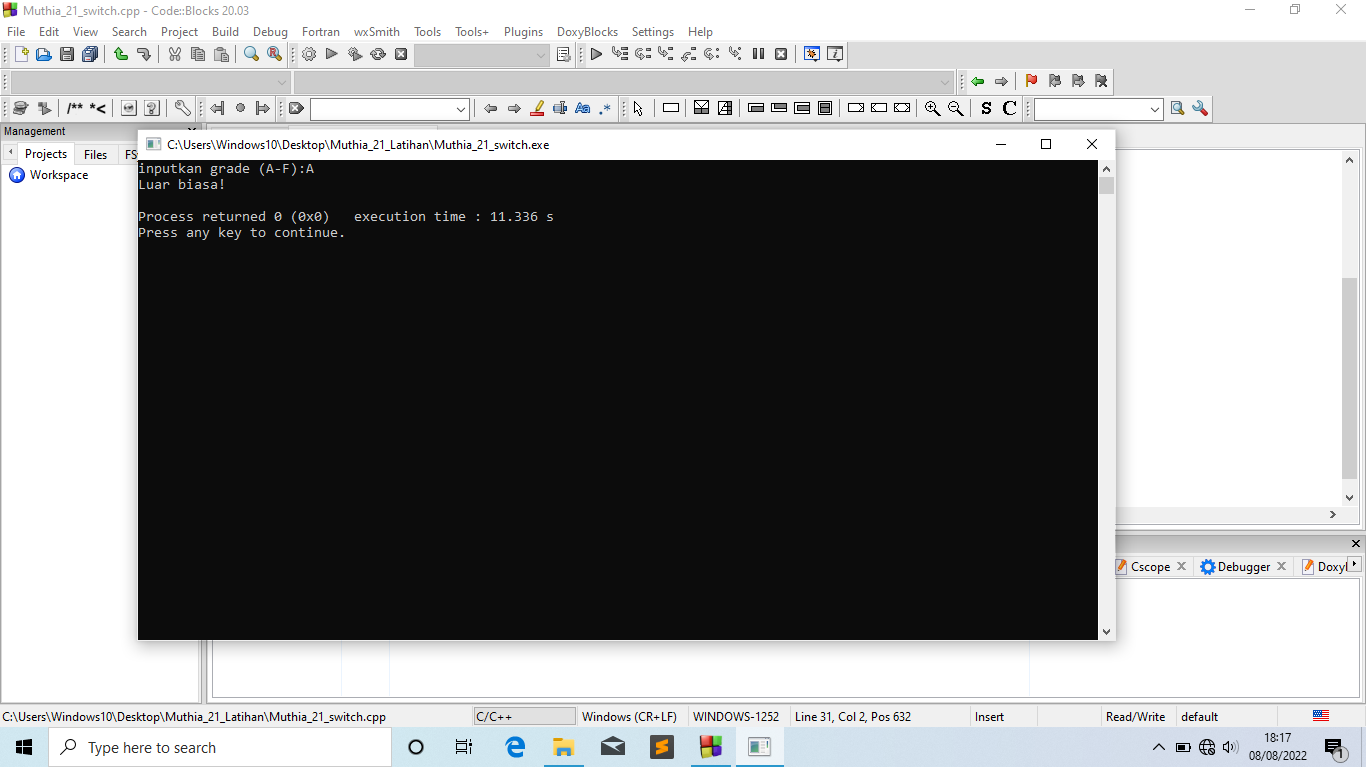 Muthia_21_switch.cpp - Code::Blocks 20.03
File Edit View Search Project Build Debug Fortran wxSmith Tools Tools+ Plugins DoxyBlocks Settings Help
/** *<
Aa .*
S C
Management
Projects Files FS
Workspace
C:\Users\Windows10\Desktop\Muthia_21_Latihan\Muthia_21_switch.exe
inputkan grade (A-F):A
Luar biasa!
Process returned 0 (0x0)   execution time : 11.336 s
Press any key to continue.
Cscope Debugger Doxyl
C:\Users\Windows10\Desktop\Muthia_21_Latihan\Muthia_21_switch.cpp C/C++ Windows (CR+LF) WINDOWS-1252 Line 31, Col 2, Pos 632 Insert Read/Write default
Type here to search
18:17
08/08/2022
1